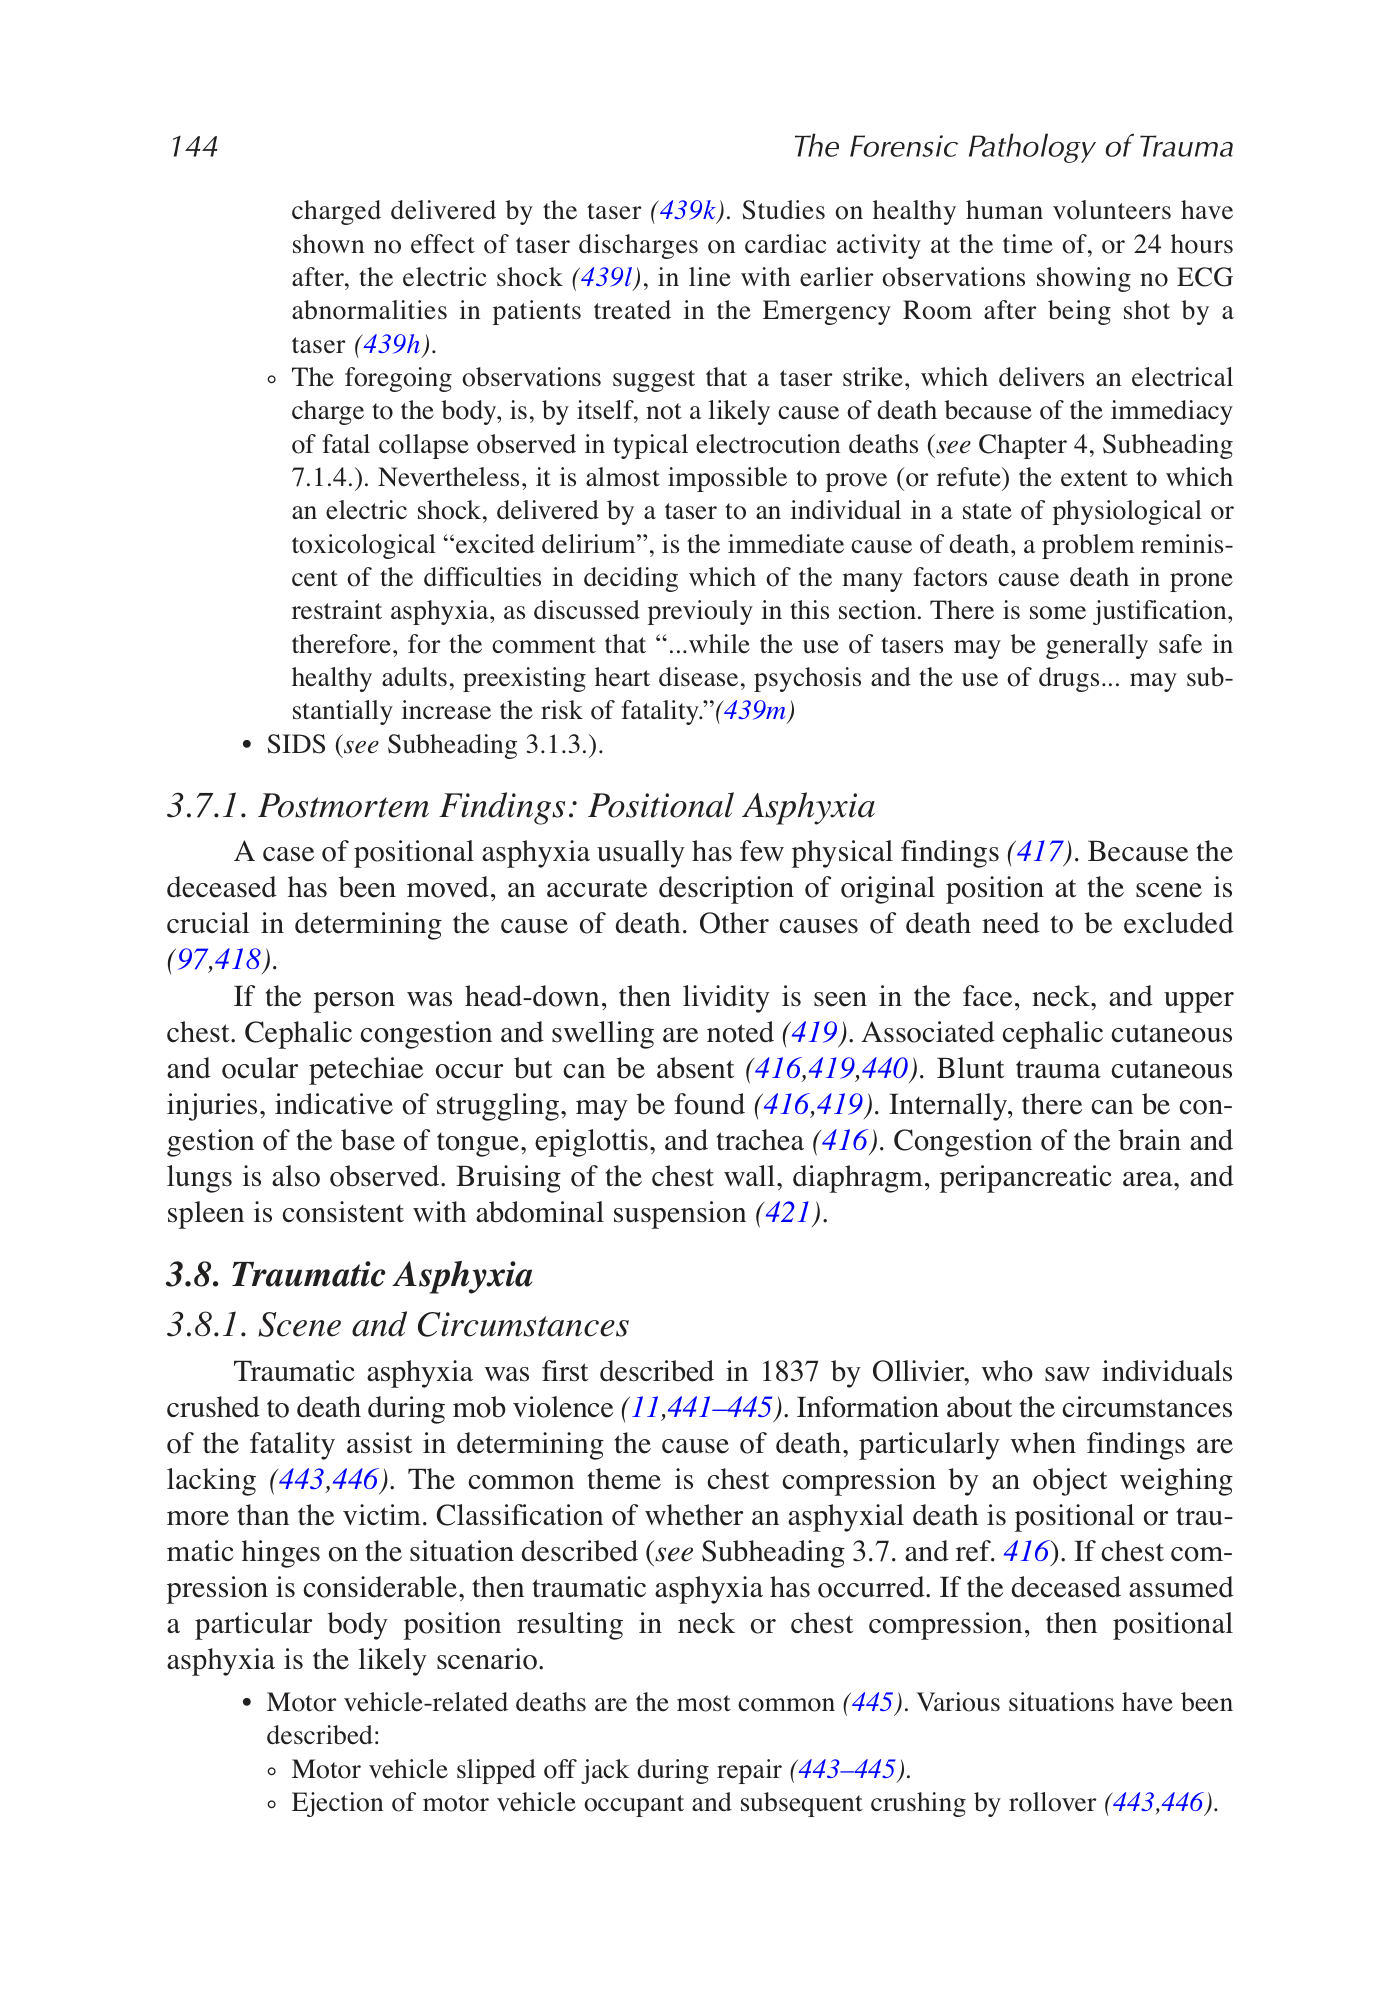 144 The Forensic Pathology of Trauma
charged delivered by the taser (439k). Studies on healthy human volunteers have
shown no effect of taser discharges on cardiac activity at the time of, or 24 hours
after, the electric shock (439l), in line with earlier observations showing no ECG
abnormalities in patients treated in the Emergency Room after being shot by a
taser (439h).
◦ The foregoing observations suggest that a taser strike, which delivers an electrical
charge to the body, is, by itself, not a likely cause of death because of the immediacy
of fatal collapse observed in typical electrocution deaths (see Chapter 4, Subheading
7.1.4.). Nevertheless, it is almost impossible to prove (or refute) the extent to which
an electric shock, delivered by a taser to an individual in a state of physiological or
toxicological “excited delirium”, is the immediate cause of death, a problem reminis-
cent of the difficulties in deciding which of the many factors cause death in prone
restraint asphyxia, as discussed previouly in this section. There is some justification,
therefore, for the comment that “...while the use of tasers may be generally safe in
healthy adults, preexisting heart disease, psychosis and the use of drugs... may sub-
stantially increase the risk of fatality.”(439m)
• SIDS (see Subheading 3.1.3.).
3.7.1. Postmortem Findings: Positional Asphyxia
A case of positional asphyxia usually has few physical findings (417). Because the
deceased has been moved, an accurate description of original position at the scene is
crucial in determining the cause of death. Other causes of death need to be excluded
(97,418).
If the person was head-down, then lividity is seen in the face, neck, and upper
chest. Cephalic congestion and swelling are noted (419). Associated cephalic cutaneous
and ocular petechiae occur but can be absent (416,419,440). Blunt trauma cutaneous
injuries, indicative of struggling, may be found (416,419). Internally, there can be con-
gestion of the base of tongue, epiglottis, and trachea (416). Congestion of the brain and
lungs is also observed. Bruising of the chest wall, diaphragm, peripancreatic area, and
spleen is consistent with abdominal suspension (421).
3.8. Traumatic Asphyxia
3.8.1. Scene and Circumstances
Traumatic asphyxia was first described in 1837 by Ollivier, who saw individuals
crushed to death during mob violence (11,441–445). Information about the circumstances
of the fatality assist in determining the cause of death, particularly when findings are
lacking (443,446). The common theme is chest compression by an object weighing
more than the victim. Classification of whether an asphyxial death is positional or trau-
matic hinges on the situation described (see Subheading 3.7. and ref. 416). If chest com-
pression is considerable, then traumatic asphyxia has occurred. If the deceased assumed
a particular body position resulting in neck or chest compression, then positional
asphyxia is the likely scenario.
• Motor vehicle-related deaths are the most common (445). Various situations have been
described:
◦ Motor vehicle slipped off jack during repair (443–445).
◦ Ejection of motor vehicle occupant and subsequent crushing by rollover (443,446).